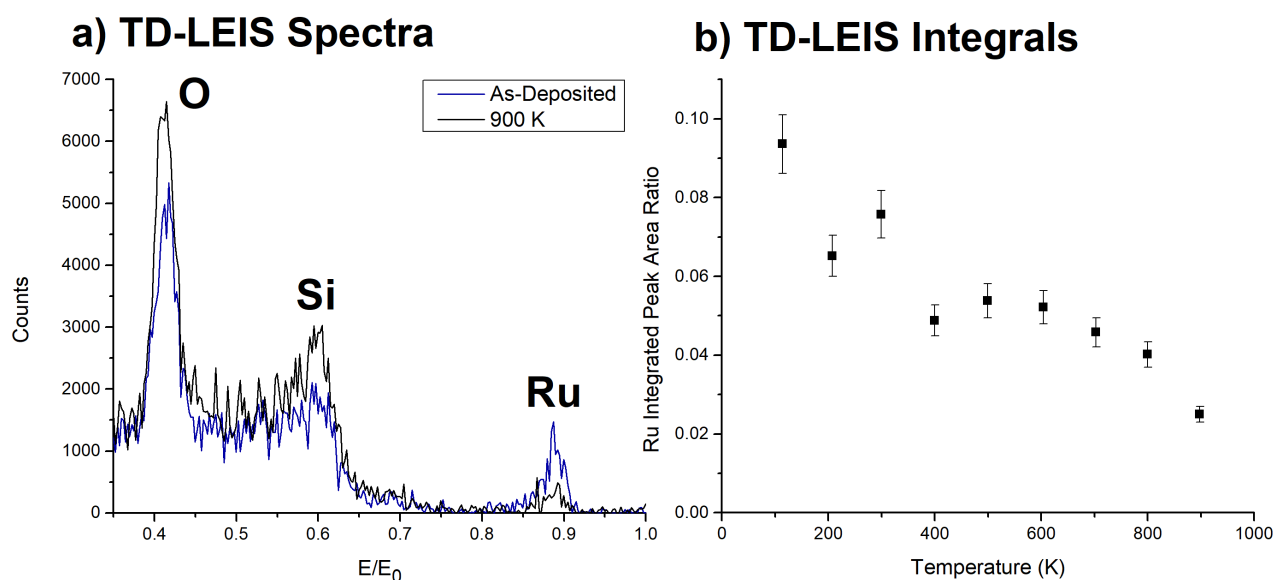 a) TD-LEIS Spectra
7000
6000
5000
4000
3000
2000
1000
0
Counts
0.4
0.5
0.6
0.7
0.8
0.9
1.0
E/E₀
As-Deposited
900 K
O
Si
Ru
b) TD-LEIS Integrals
0.10
0.08
0.06
0.04
0.02
0.00
Ru Integrated Peak Area Ratio
0
200
400
600
800
1000
Temperature (K)